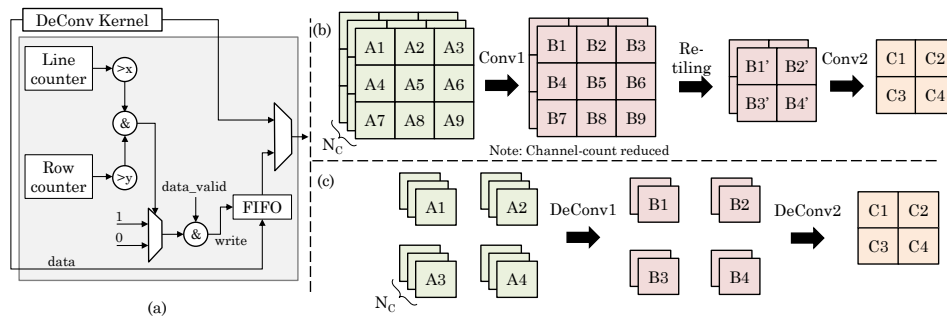 DeConv Kernel
Line
counter
>x
&
Row
counter
>y
data_valid
1
0
&
write
FIFO
data
(a)
(b)
A1 A2 A3
A4 A5 A6
A7 A8 A9
NC
Conv1
B1 B2 B3
B4 B5 B6
B7 B8 B9
Note: Channel-count reduced
Re-
tiling
B1' B2'
B3' B4'
Conv2
C1 C2
C3 C4
(c)
A1 A2
A3 A4
NC
DeConv1
B1 B2
B3 B4
DeConv2
C1 C2
C3 C4